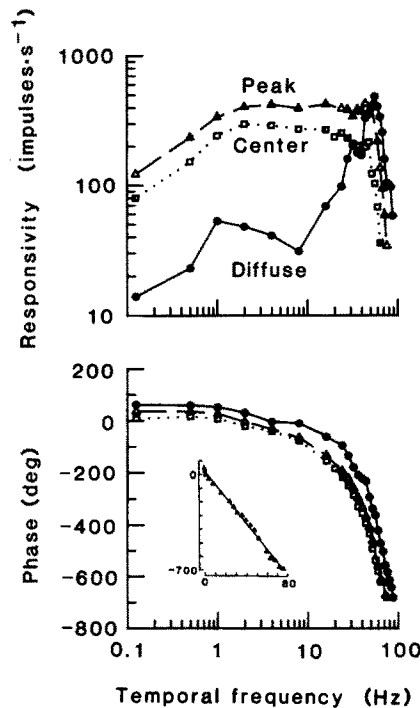 Responsivity (impulses·s⁻¹)
1000
100
10
Peak
Center
Diffuse
Phase (deg)
200
0
-200
-400
-600
-800
0
-700
0
80
0.1
1
10
100
Temporal frequency (Hz)